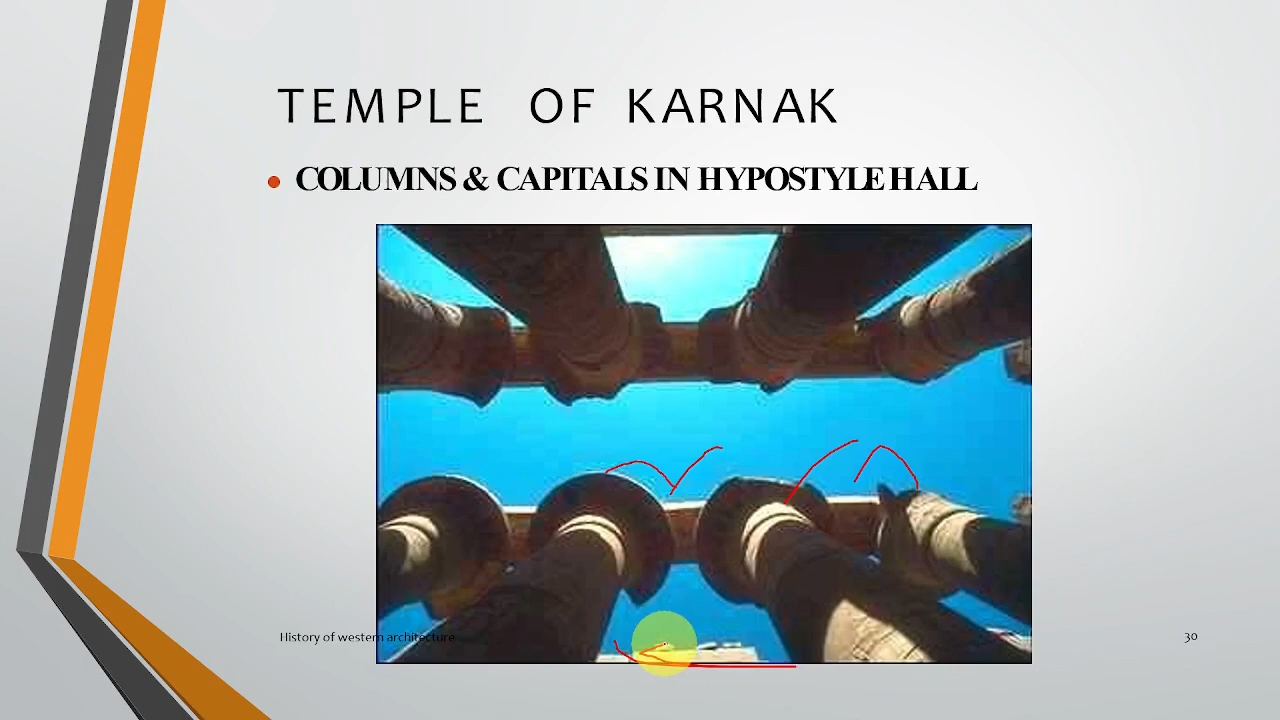 TEMPLE OF KARNAK
COLUMNS & CAPITALS IN HYPOSTYLE HALL
History of western architecture
30